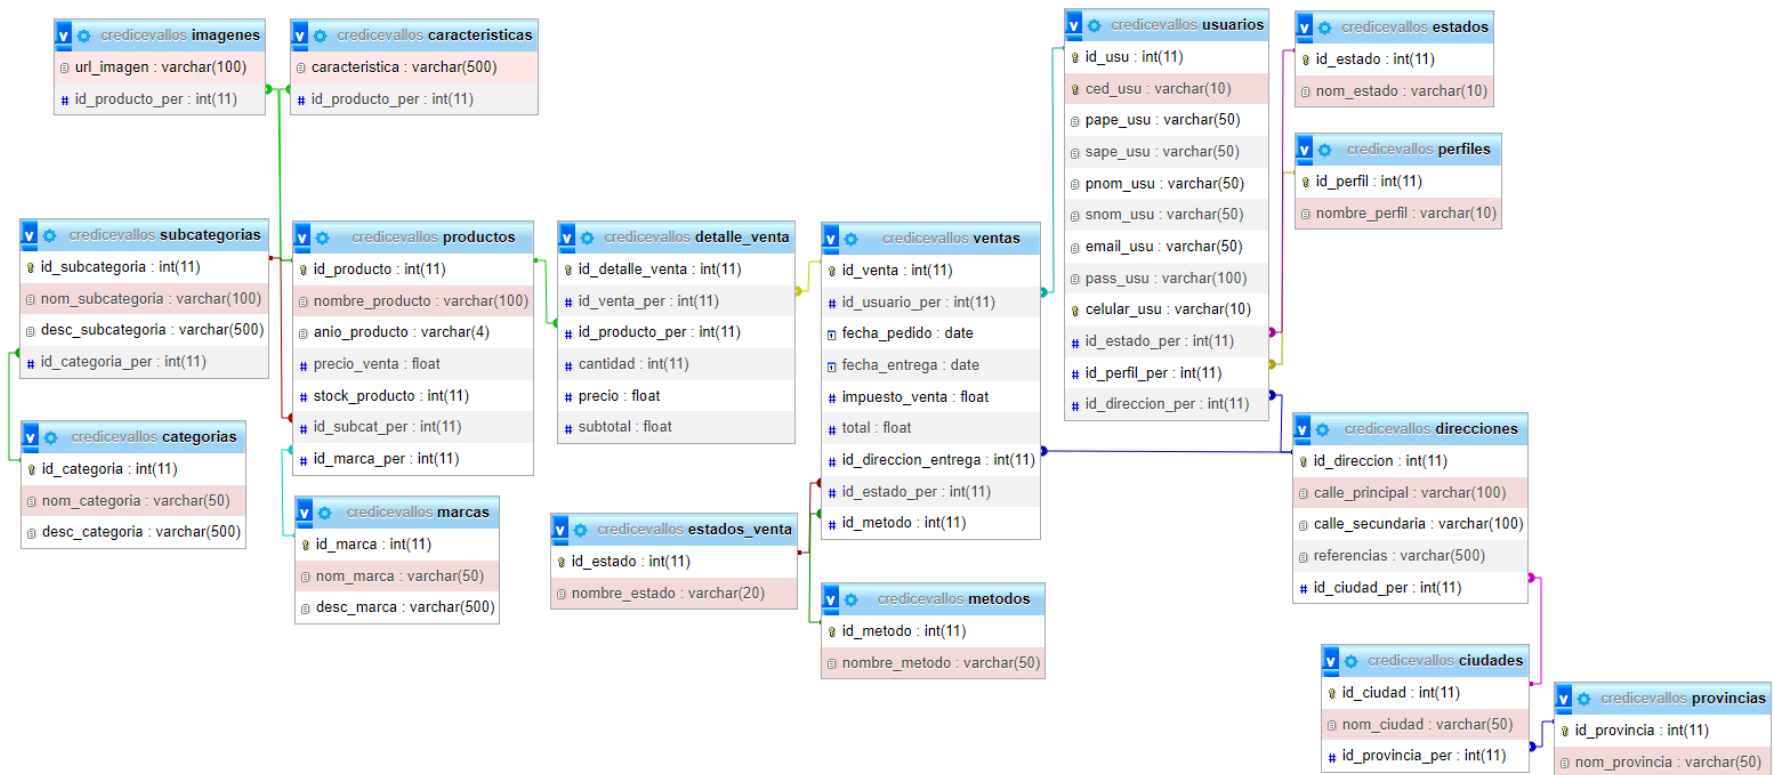 credicevallos imagenes
url_imagen : varchar(100)
id_producto_per : int(11)
credicevallos caracteristicas
caracteristica : varchar(500)
id_producto_per : int(11)
credicevallos usuarios
id_usu : int(11)
ced_usu : varchar(10)
pape_usu : varchar(50)
sape_usu : varchar(50)
pnom_usu : varchar(50)
snom_usu : varchar(50)
email_usu : varchar(50)
pass_usu : varchar(100)
celular_usu : varchar(10)
id_estado_per : int(11)
id_perfil_per : int(11)
id_direccion_per : int(11)
credicevallos estados
id_estado : int(11)
nom_estado : varchar(10)
credicevallos perfiles
id_perfil : int(11)
nombre_perfil : varchar(10)
credicevallos subcategorias
id_subcategoria : int(11)
nom_subcategoria : varchar(100)
desc_subcategoria : varchar(500)
id_categoria_per : int(11)
credicevallos productos
id_producto : int(11)
nombre_producto : varchar(100)
anio_producto : varchar(4)
precio_venta : float
stock_producto : int(11)
id_subcat_per : int(11)
id_marca_per : int(11)
credicevallos detalle_venta
id_detalle_venta : int(11)
id_venta_per : int(11)
id_producto_per : int(11)
cantidad : int(11)
precio : float
subtotal : float
credicevallos ventas
id_venta : int(11)
id_usuario_per : int(11)
fecha_pedido : date
fecha_entrega : date
impuesto_venta : float
total : float
id_direccion_entrega : int(11)
id_estado_per : int(11)
id_metodo : int(11)
credicevallos categorias
id_categoria : int(11)
nom_categoria : varchar(50)
desc_categoria : varchar(500)
credicevallos marcas
id_marca : int(11)
nom_marca : varchar(50)
desc_marca : varchar(500)
credicevallos estados_venta
id_estado : int(11)
nombre_estado : varchar(20)
credicevallos metodos
id_metodo : int(11)
nombre_metodo : varchar(50)
credicevallos direcciones
id_direccion : int(11)
calle_principal : varchar(100)
calle_secundaria : varchar(100)
referencias : varchar(500)
id_ciudad_per : int(11)
credicevallos ciudades
id_ciudad : int(11)
nom_ciudad : varchar(50)
id_provincia_per : int(11)
credicevallos provincias
id_provincia : int(11)
nom_provincia : varchar(50)